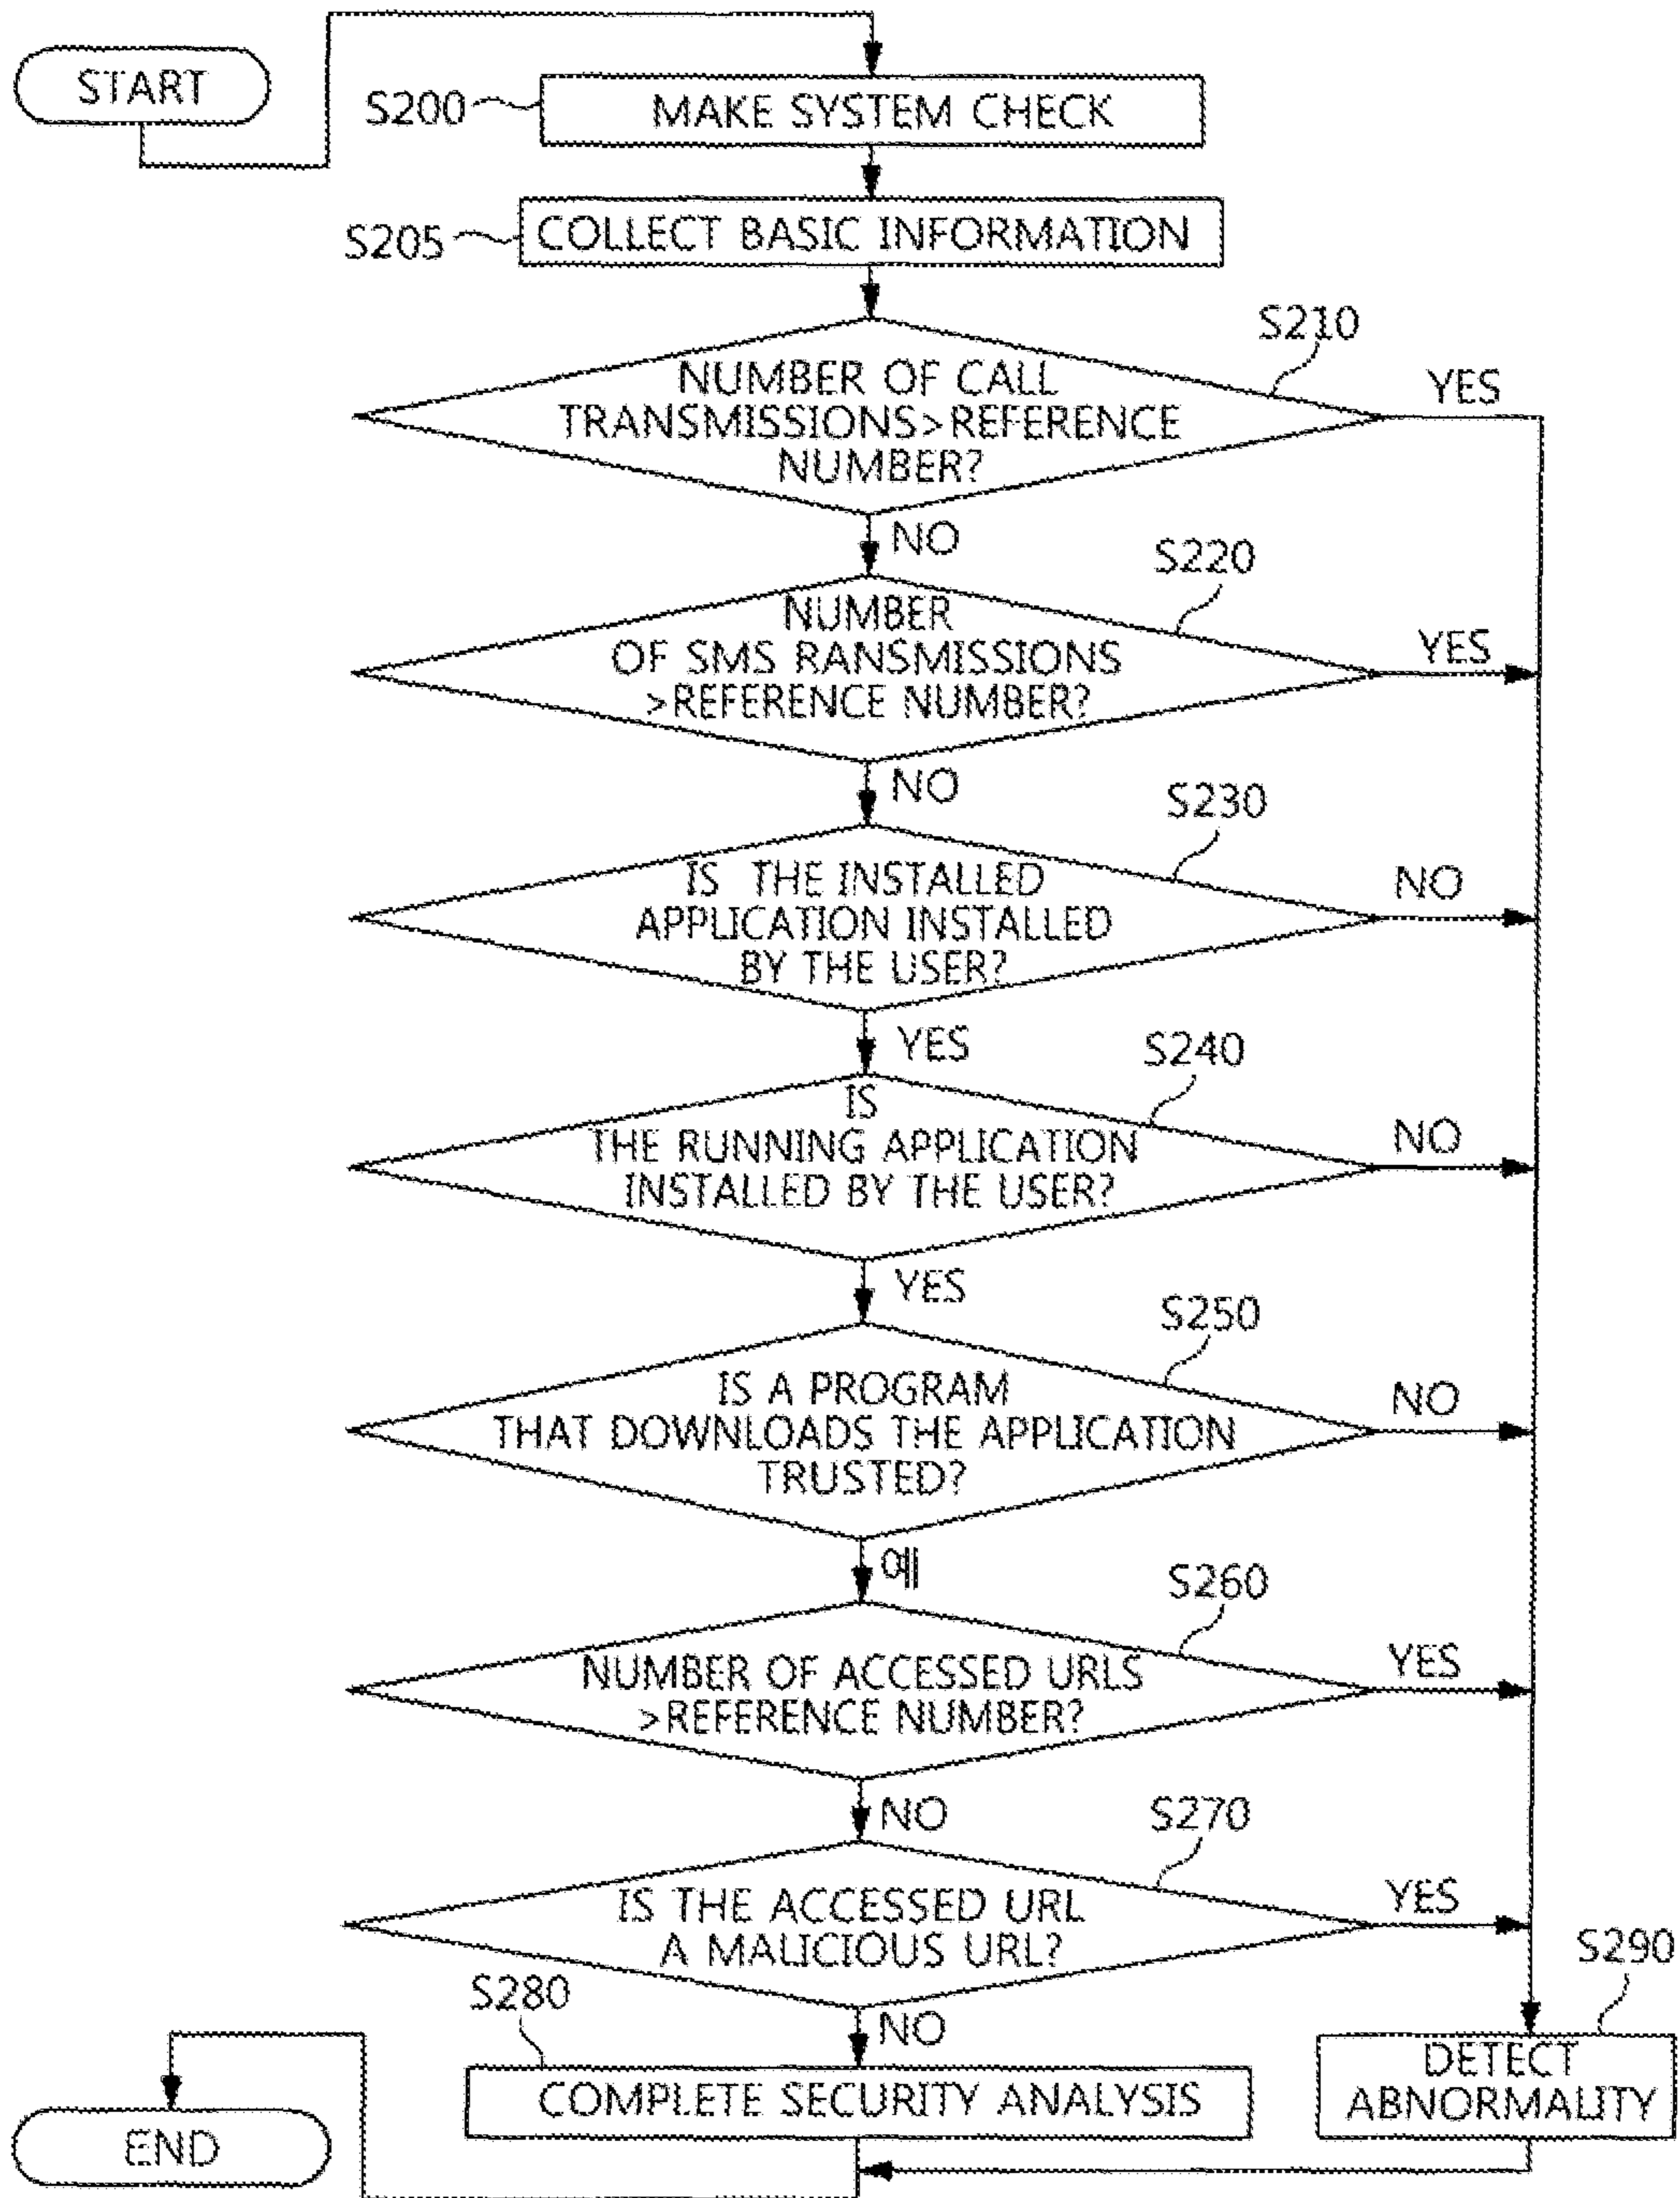 START
S200
MAKE SYSTEM CHECK
S205
COLLECT BASIC INFORMATION
S210
NUMBER OF CALL
TRANSMISSIONS>REFERENCE
NUMBER?
YES
NO
S220
NUMBER
OF SMS RANSMISSIONS
>REFERENCE NUMBER?
YES
NO
S230
IS THE INSTALLED
APPLICATION INSTALLED
BY THE USER?
NO
YES
S240
IS
THE RUNNING APPLICATION
INSTALLED BY THE USER?
NO
YES
S250
IS A PROGRAM
THAT DOWNLOADS THE APPLICATION
TRUSTED?
NO
예
S260
NUMBER OF ACCESSED URLS
>REFERENCE NUMBER?
YES
NO
S270
IS THE ACCESSED URL
A MALICIOUS URL?
YES
NO
S280
COMPLETE SECURITY ANALYSIS
S290
DETECT
ABNORMALITY
END